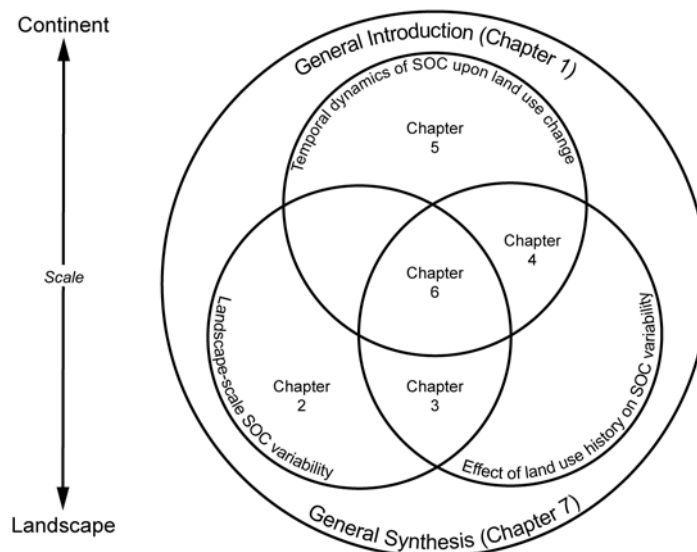 Continent
General Introduction (Chapter 1)
Temporal dynamics of SOC upon land use change
Chapter
5
Chapter
4
Scale
Chapter
6
Landscape-scale SOC variability
Effect of land use history on SOC variability
Chapter
2
Chapter
3
Landscape
General Synthesis (Chapter 7)